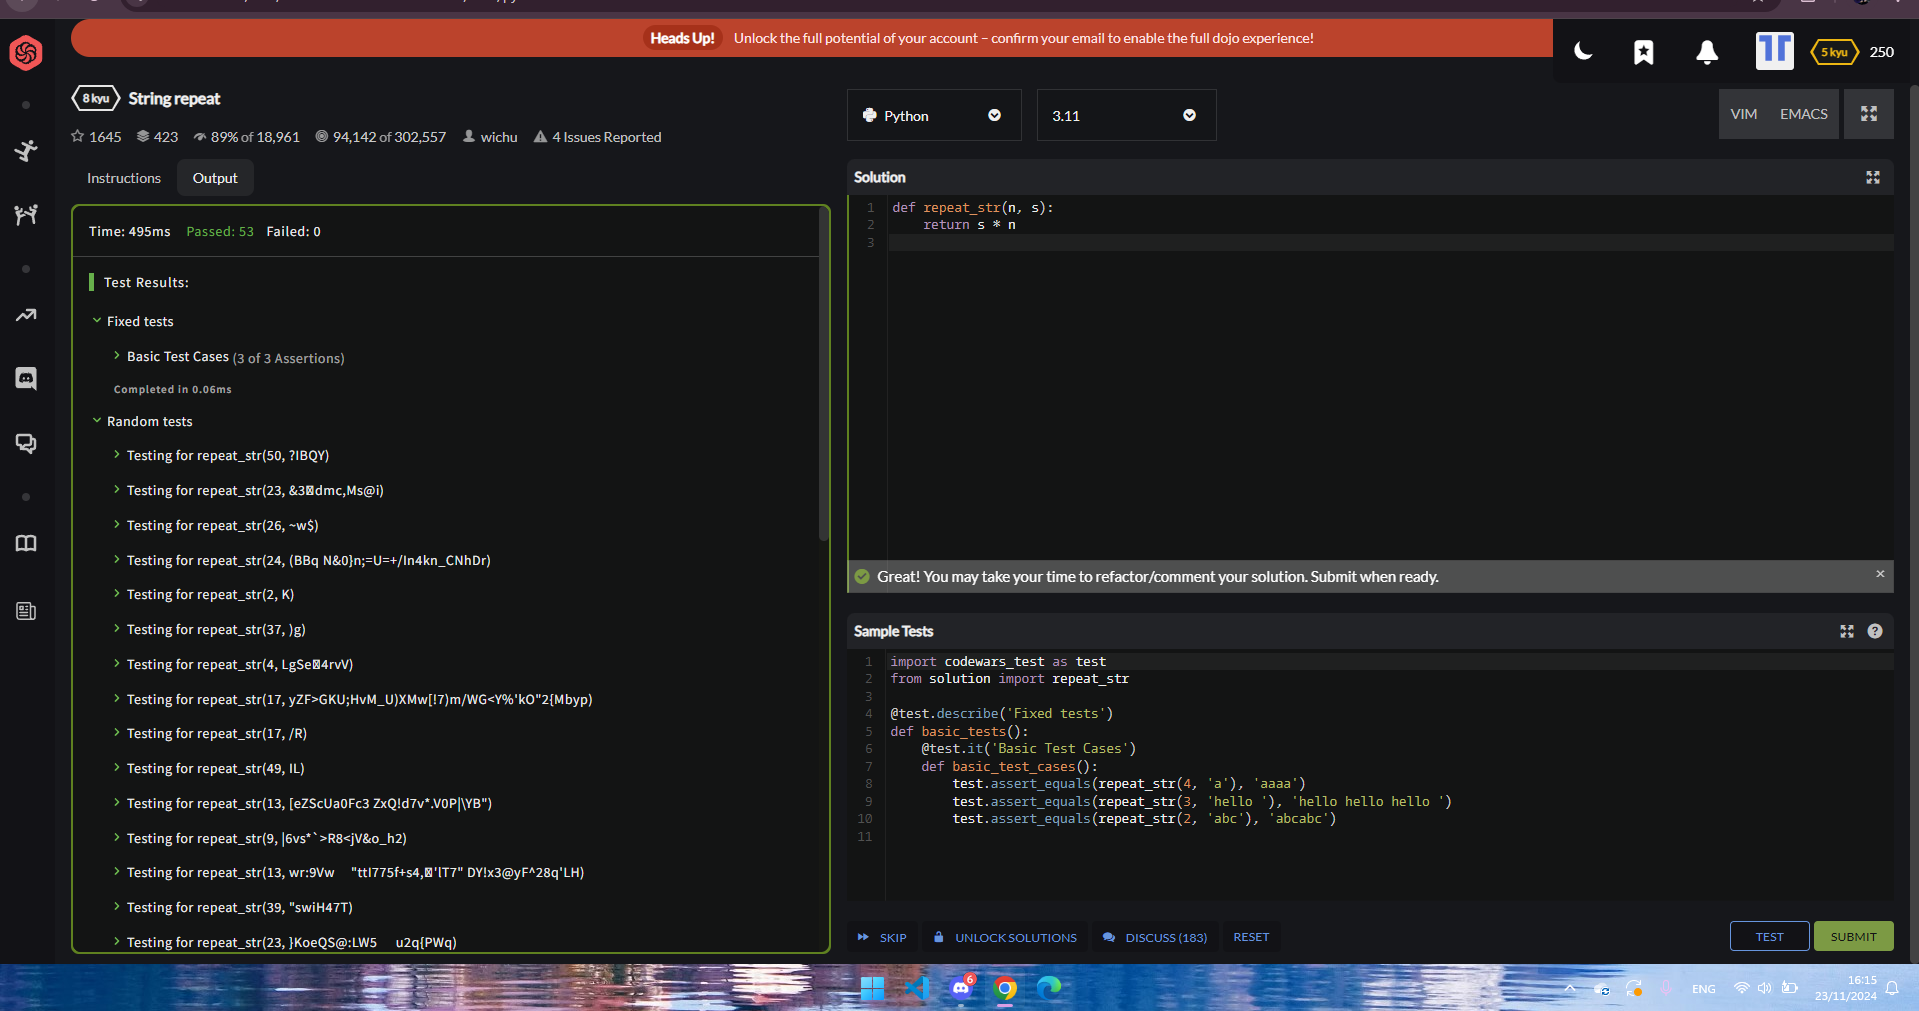 Heads Up! Unlock the full potential of your account – confirm your email to enable the full dojo experience!
5 kyu 250
8 kyu String repeat
1645 423 89% of 18,961 94,142 of 302,557 wichu 4 Issues Reported
Instructions Output
Time: 495ms Passed: 53 Failed: 0
Test Results:
Fixed tests
Basic Test Cases (3 of 3 Assertions)
Completed in 0.06ms
Random tests
Testing for repeat_str(50, ?IBQY)
Testing for repeat_str(23, &3dmc,Ms@i)
Testing for repeat_str(26, ~w$)
Testing for repeat_str(24, (BBq N&0}n;=U=+/In4kn_CNhDr)
Testing for repeat_str(2, K)
Testing for repeat_str(37, )g)
Testing for repeat_str(4, LgSe4rvV)
Testing for repeat_str(17, yZF>GKU;HvM_U)XMw[!7)m/WG<Y%'kO"2{Mbyp)
Testing for repeat_str(17, /R)
Testing for repeat_str(49, IL)
Testing for repeat_str(13, [eZScUa0Fc3 ZxQ!d7v*.V0P|\YB")
Testing for repeat_str(9, |6vs*`>R8<jV&o_h2)
Testing for repeat_str(13, wr:9Vw "ttI775f+s4,'lT7" DY!x3@yF^28q'LH)
Testing for repeat_str(39, "swiH47T)
Testing for repeat_str(23, }KoeQS@:LW5 u2q{PWq)
Python 3.11 VIM EMACS
Solution
1 def repeat_str(n, s):
2 return s * n
3
Great! You may take your time to refactor/comment your solution. Submit when ready. ×
Sample Tests
1 import codewars_test as test
2 from solution import repeat_str
3
4 @test.describe('Fixed tests')
5 def basic_tests():
6 @test.it('Basic Test Cases')
7 def basic_test_cases():
8 test.assert_equals(repeat_str(4, 'a'), 'aaaa')
9 test.assert_equals(repeat_str(3, 'hello '), 'hello hello hello ')
10 test.assert_equals(repeat_str(2, 'abc'), 'abcabc')
11
SKIP UNLOCK SOLUTIONS DISCUSS (183) RESET TEST SUBMIT
6
ENG
16:15
23/11/2024